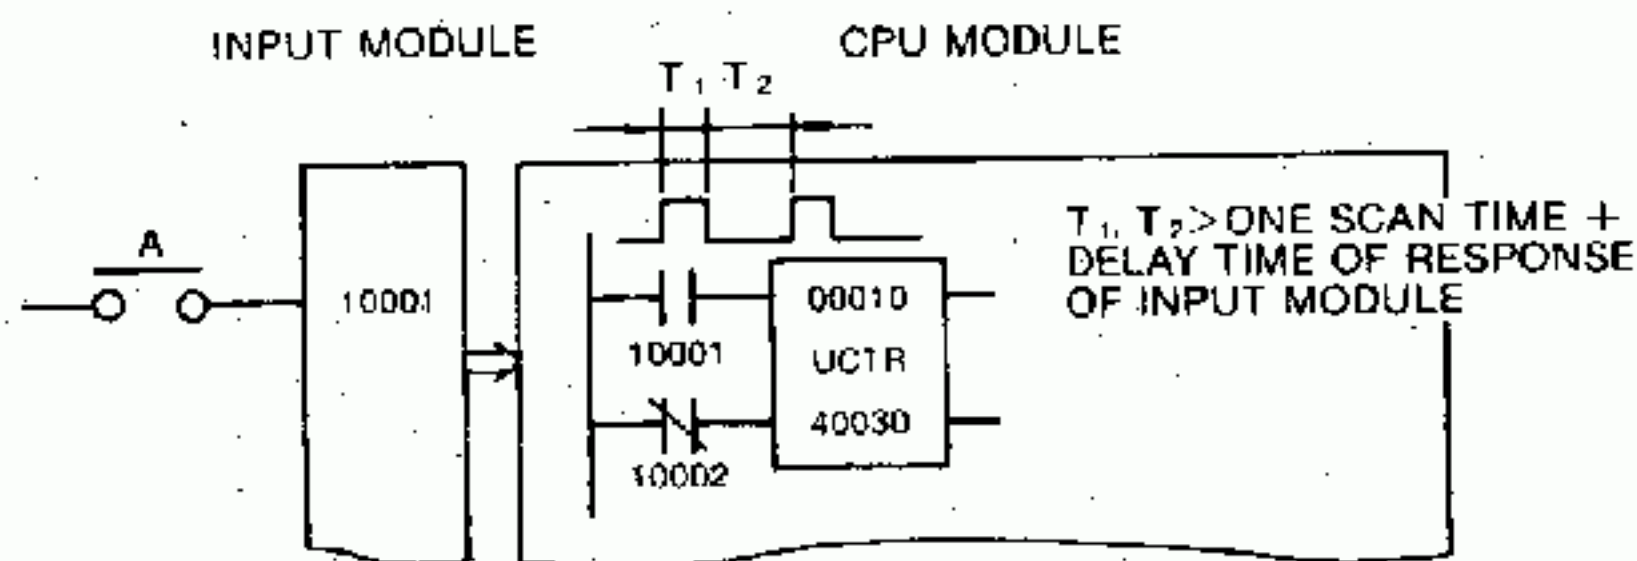 INPUT MODULE
CPU MODULE
T₁ T₂
T₁, T₂ > ONE SCAN TIME +
DELAY TIME OF RESPONSE
OF INPUT MODULE
A
10001
10001
10002
00010
UCTR
40030